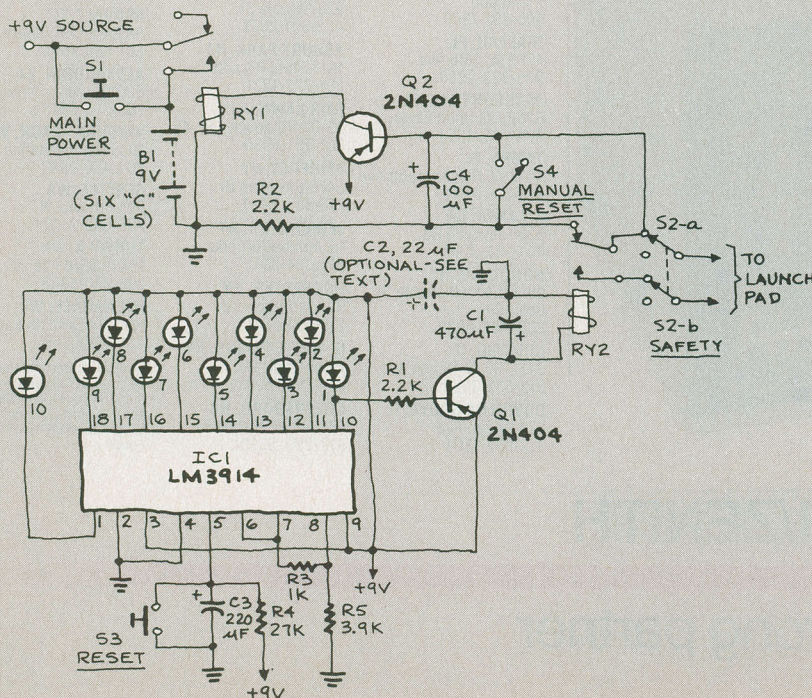 +9V SOURCE
S1
MAIN
POWER
B1
9V
(SIX "C"
CELLS)
RY1
Q2
2N404
+9V
R2
2.2K
+
C4
100
µF
S4
MANUAL
RESET
S2-a
TO
LAUNCH
PAD
S2-b
SAFETY
C2, 22µF
(OPTIONAL-SEE
TEXT)
+
C1
470µF
+
RY2
R1
2.2K
Q1
2N404
10
9
8
7
6
5
4
3
2
1
18 17 16 15 14 13 12 11 10
IC1
LM3914
1 2 3 4 5 6 7 8 9
R3
1K
+9V
S3
RESET
+
C3
220
µF
R4
27K
R5
3.9K
+9V